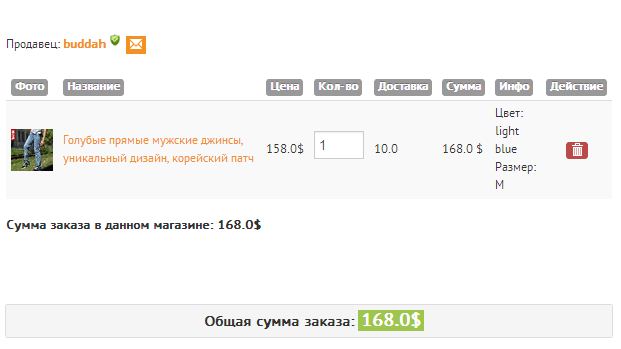 Продавец: buddah
Фото Название Цена Кол-во Доставка Сумма Инфо Действие
Голубые прямые мужские джинсы,
уникальный дизайн, корейский патч
158.0$ 1 10.0 168.0 $
Цвет:
light
blue
Размер:
M
Сумма заказа в данном магазине: 168.0$
Общая сумма заказа: 168.0$